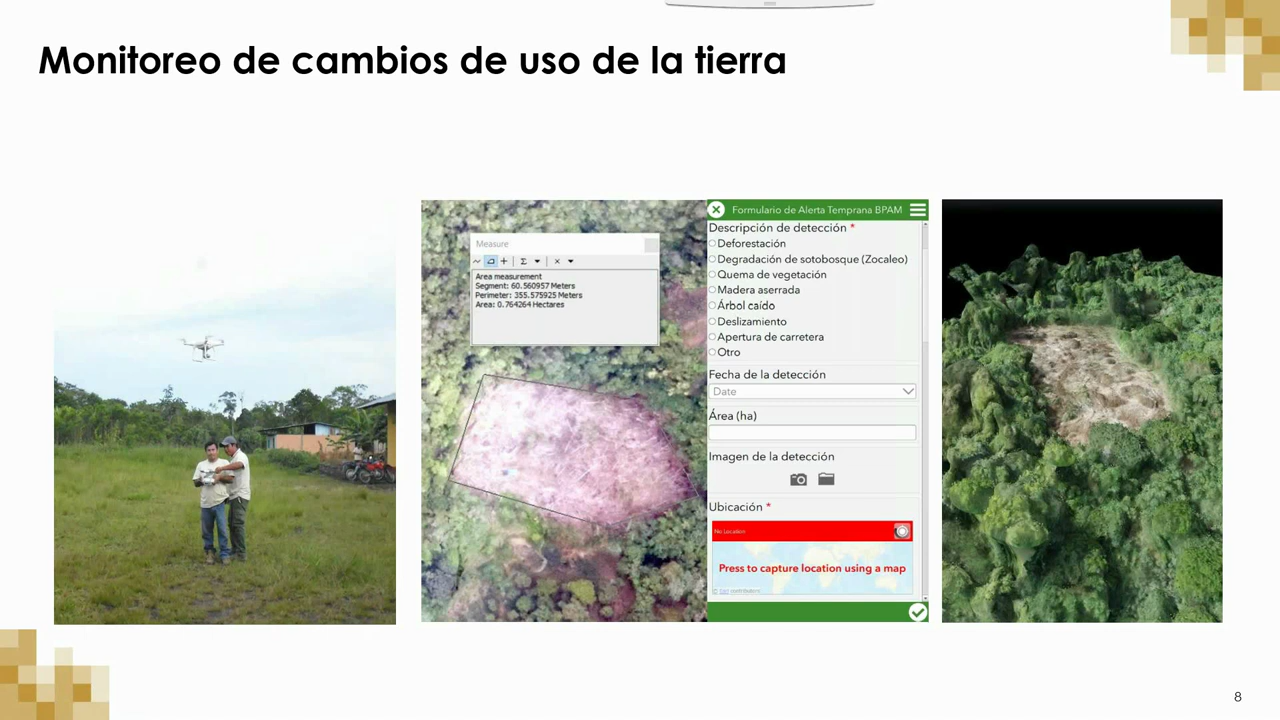 Monitoreo de cambios de uso de la tierra
Measure
Area measurement
Segment: 60.560957 Meters
Perimeter: 355.575925 Meters
Area: 0.764264 Hectares
Formulario de Alerta Temprana BPAM
Descripción de detección *
Deforestación
Degradación de sotobosque (Zocaleo)
Quema de vegetación
Madera aserrada
Árbol caído
Deslizamiento
Apertura de carretera
Otro
Fecha de la detección
Date
Área (ha)
Imagen de la detección
Ubicación *
No Location
Press to capture location using a map
Esri contributors
8